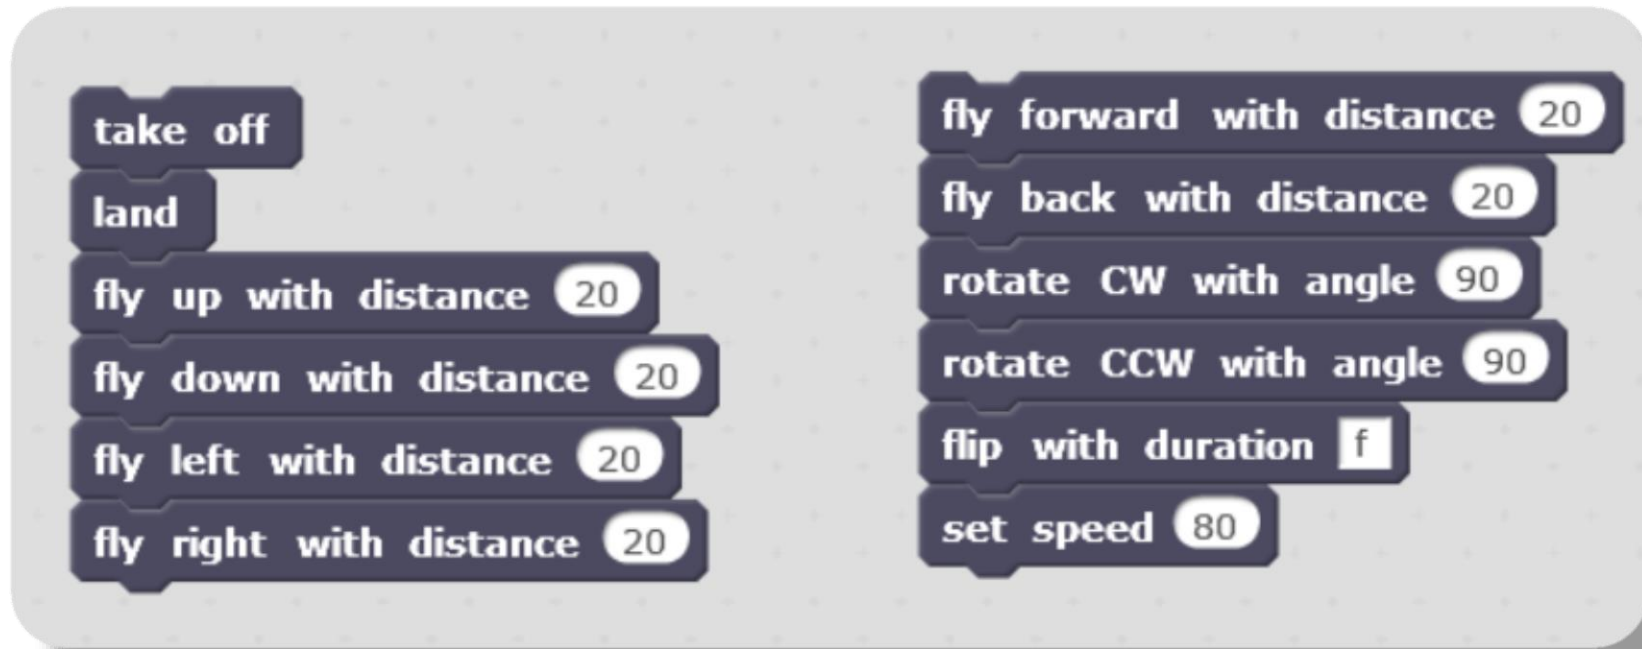 take off
land
fly up with distance 20
fly down with distance 20
fly left with distance 20
fly right with distance 20
fly forward with distance 20
fly back with distance 20
rotate CW with angle 90
rotate CCW with angle 90
flip with duration f
set speed 80